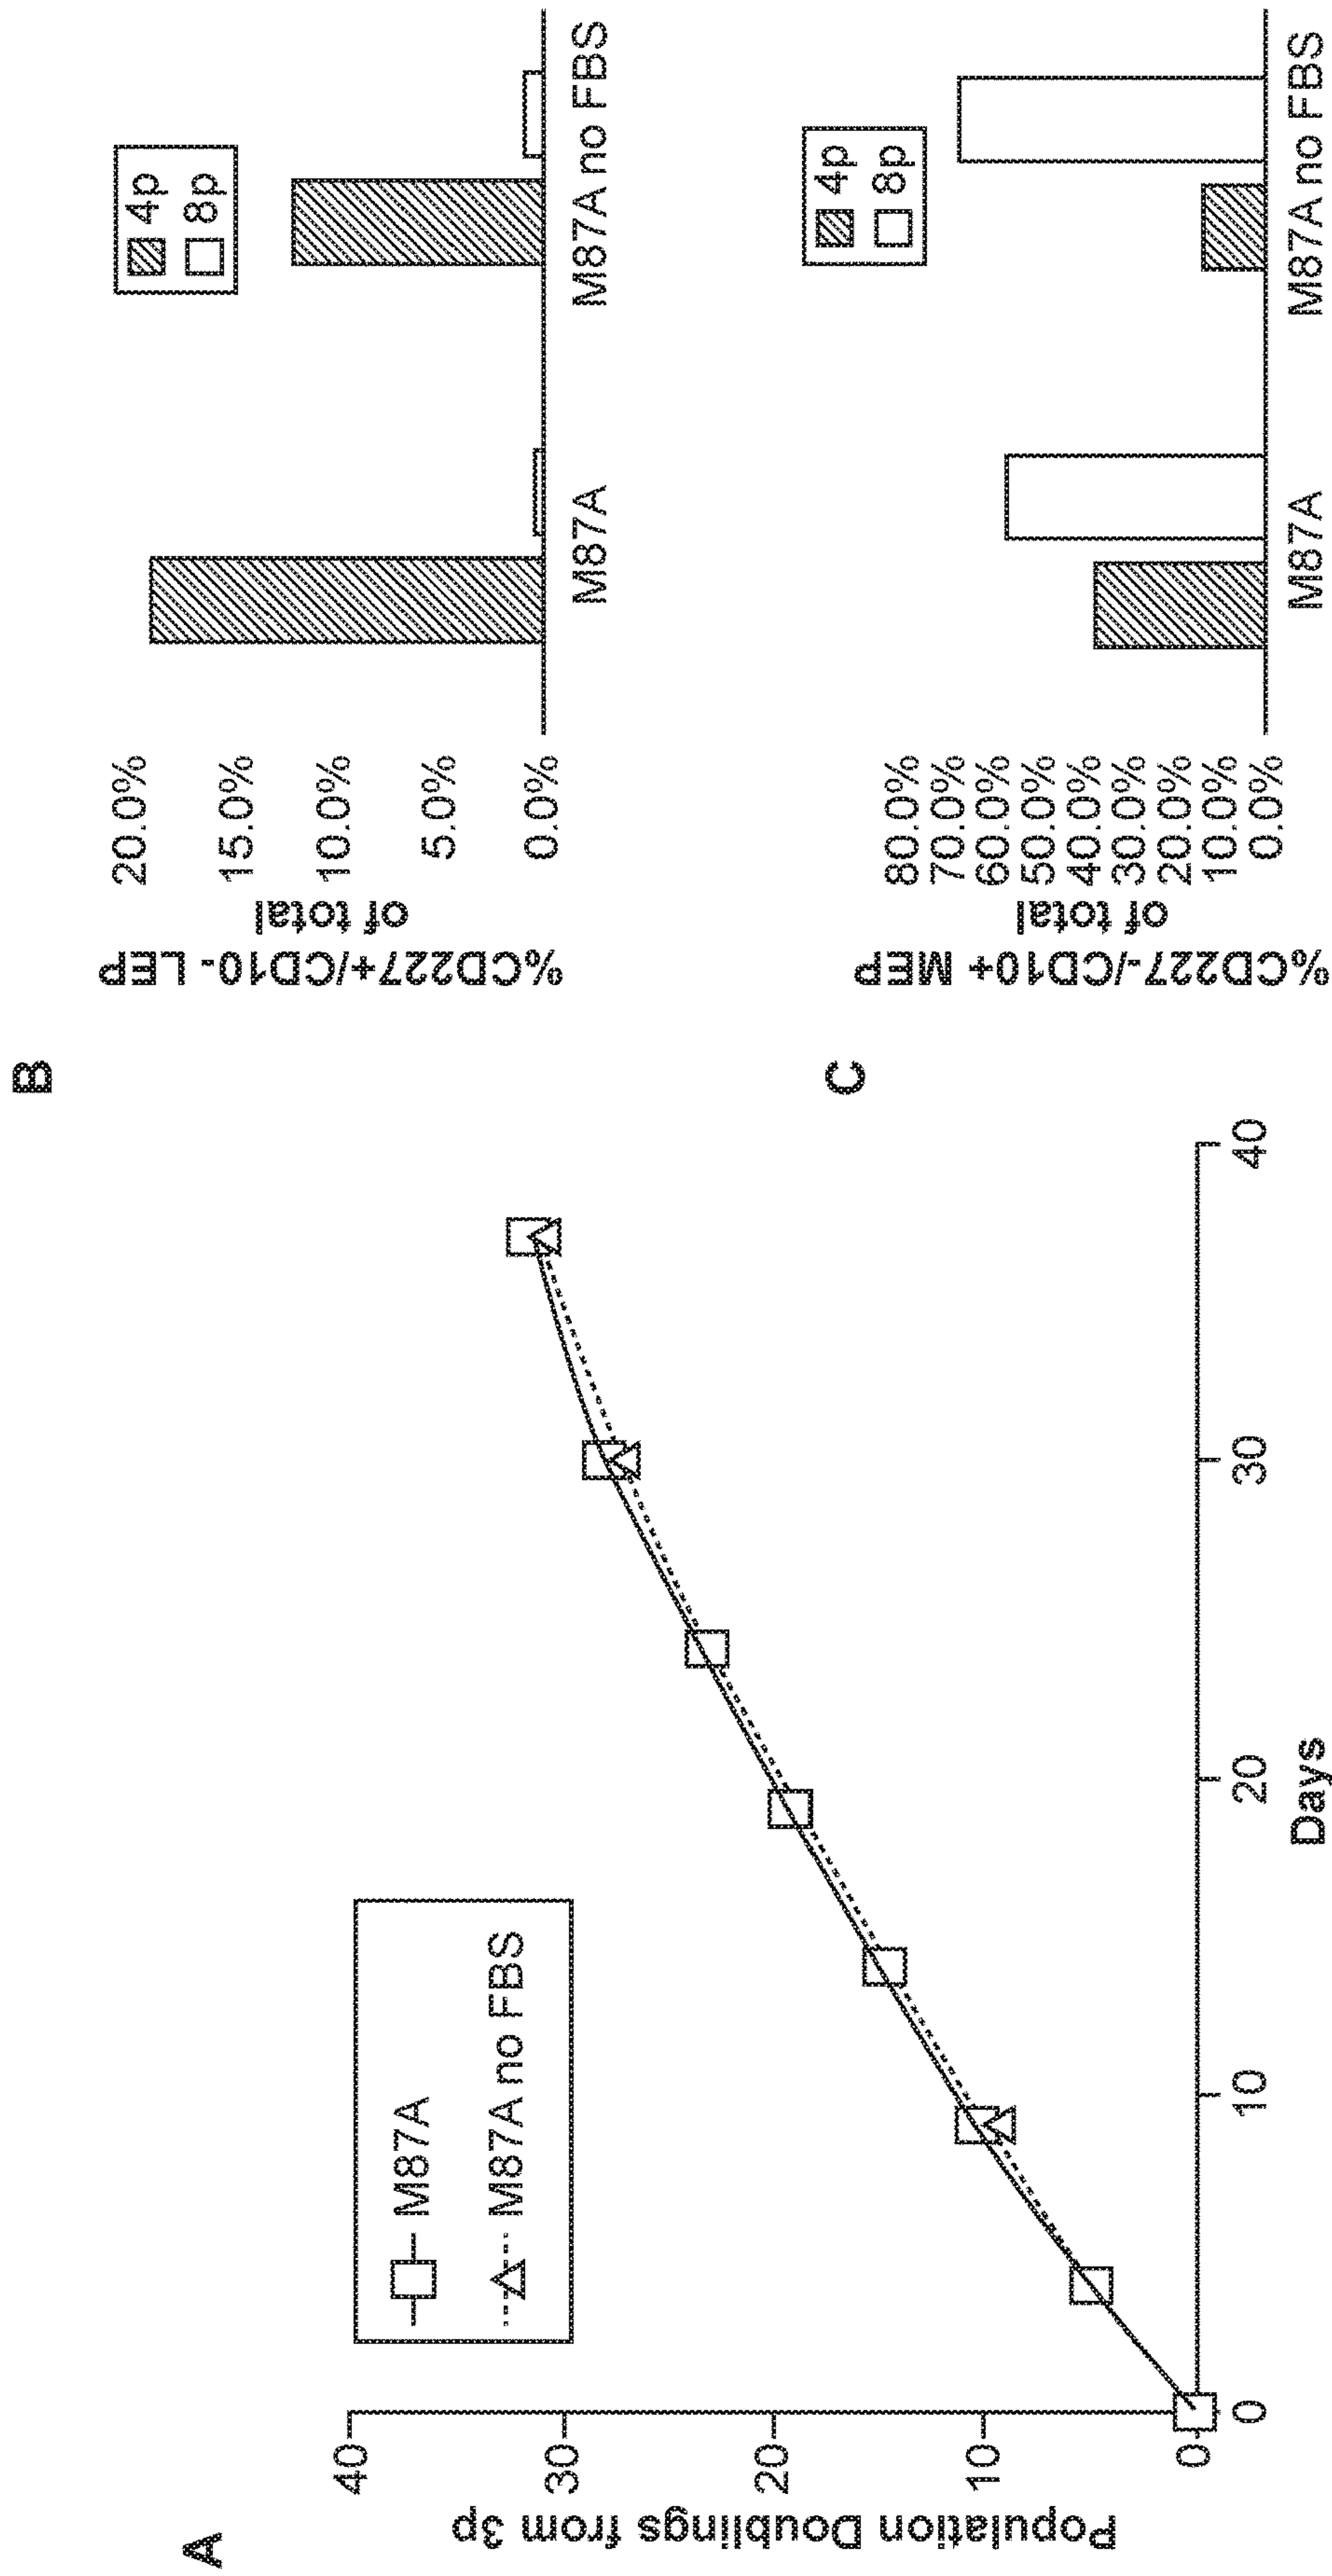 A
Population Doublings from 3p
40
30
20
10
0
M87A
M87A no FBS
0
10
20
30
40
Days
B
%CD227+/CD10- LEP
of total
20.0%
15.0%
10.0%
5.0%
0.0%
4p
8p
M87A
M87A no FBS
C
%CD227-/CD10+ MEP
of total
80.0%
70.0%
60.0%
50.0%
40.0%
30.0%
20.0%
10.0%
0.0%
4p
8p
M87A
M87A no FBS